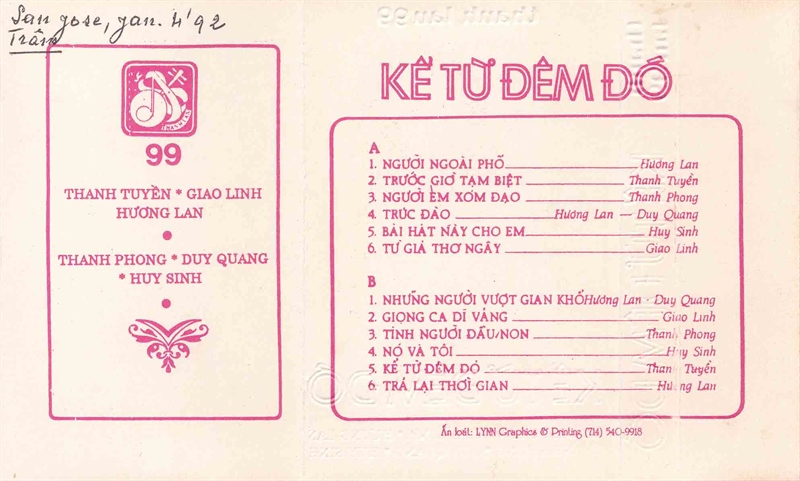 San Jose, Jan. 4 '92
Trâm
99
THANH TUYỀN * GIAO LINH
HƯƠNG LAN
THANH PHONG * DUY QUANG
* HUY SINH
KỂ TỪ ĐÊM ĐÓ
A
1. NGƯỜI NGOÀI PHỐ Hương Lan
2. TRƯỚC GIỜ TẠM BIỆT Thanh Tuyền
3. NGƯỜI EM XÓM ĐẠO Thanh Phong
4. TRÚC ĐÀO Hương Lan — Duy Quang
5. BÀI HÁT NÀY CHO EM Huy Sinh
6. TỪ GIÃ THƠ NGÂY Giao Linh
B
1. NHỮNG NGƯỜI VƯỢT GIAN KHỔ Hương Lan - Duy Quang
2. GIỌNG CA DĨ VÃNG Giao Linh
3. TÌNH NGƯỜI ĐẦU NON Thanh Phong
4. NÓ VÀ TÔI Huy Sinh
5. KỂ TỪ ĐÊM ĐÓ Thanh Tuyền
6. TRẢ LẠI THỜI GIAN Hương Lan
Ấn loát: LYNN Graphics & Printing (714) 540-9918
thanh lan 99